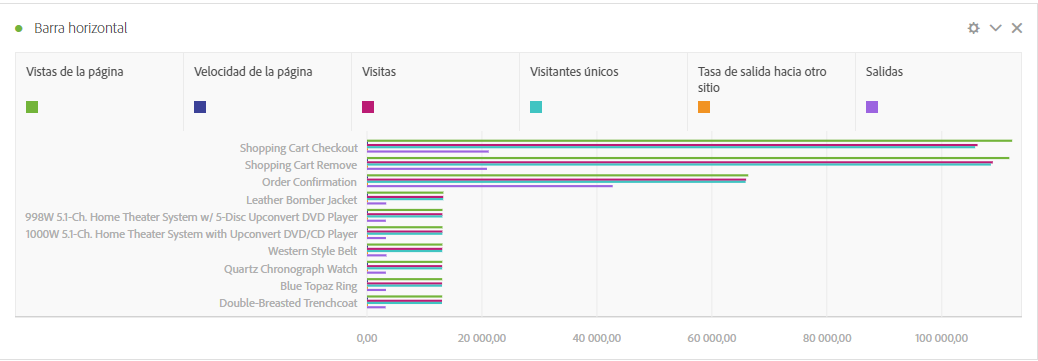 Barra horizontal
Vistas de la página
Velocidad de la página
Visitas
Visitantes únicos
Tasa de salida hacia otro
sitio
Salidas
Shopping Cart Checkout
Shopping Cart Remove
Order Confirmation
Leather Bomber Jacket
998W 5.1-Ch. Home Theater System w/ 5-Disc Upconvert DVD Player
1000W 5.1-Ch. Home Theater System with Upconvert DVD/CD Player
Western Style Belt
Quartz Chronograph Watch
Blue Topaz Ring
Double-Breasted Trenchcoat
0,00 20 000,00 40 000,00 60 000,00 80 000,00 100 000,00